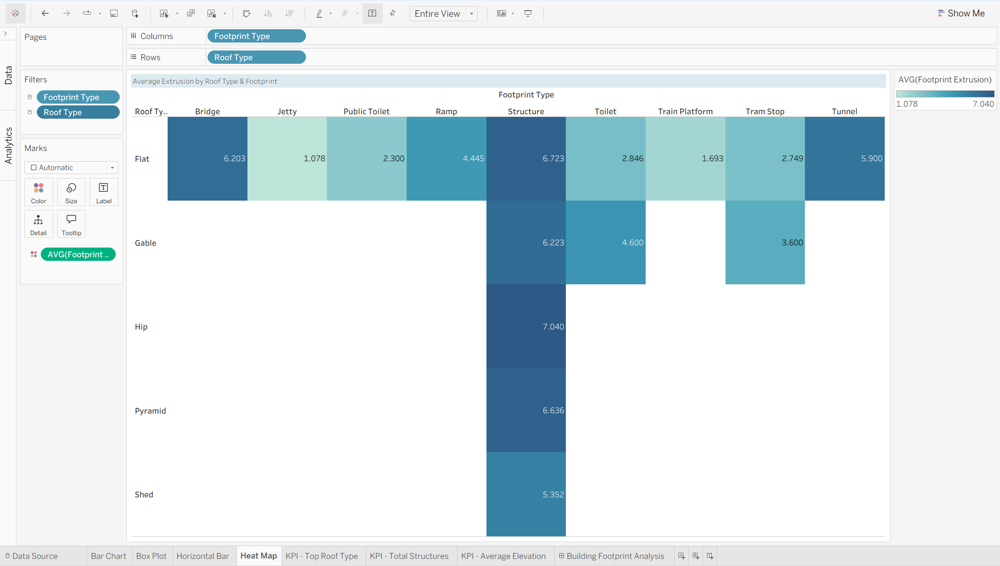 Entire View
Show Me
Pages
Columns
Footprint Type
Rows
Roof Type
Data
Analytics
Filters
Footprint Type
Roof Type
Marks
Automatic
Color
Size
Label
Detail
Tooltip
AVG(Footprint ..
Average Extrusion by Roof Type & Footprint
Footprint Type
Roof Ty.. Bridge Jetty Public Toilet Ramp Structure Toilet Train Platform Tram Stop Tunnel
Flat 6.203 1.078 2.300 4.445 6.723 2.846 1.693 2.749 5.900
Gable 6.223 4.600 3.600
Hip 7.040
Pyramid 6.636
Shed 5.352
AVG(Footprint Extrusion)
1.078 7.040
Data Source Bar Chart Box Plot Horizontal Bar Heat Map KPI - Top Roof Type KPI - Total Structures KPI - Average Elevation Building Footprint Analysis